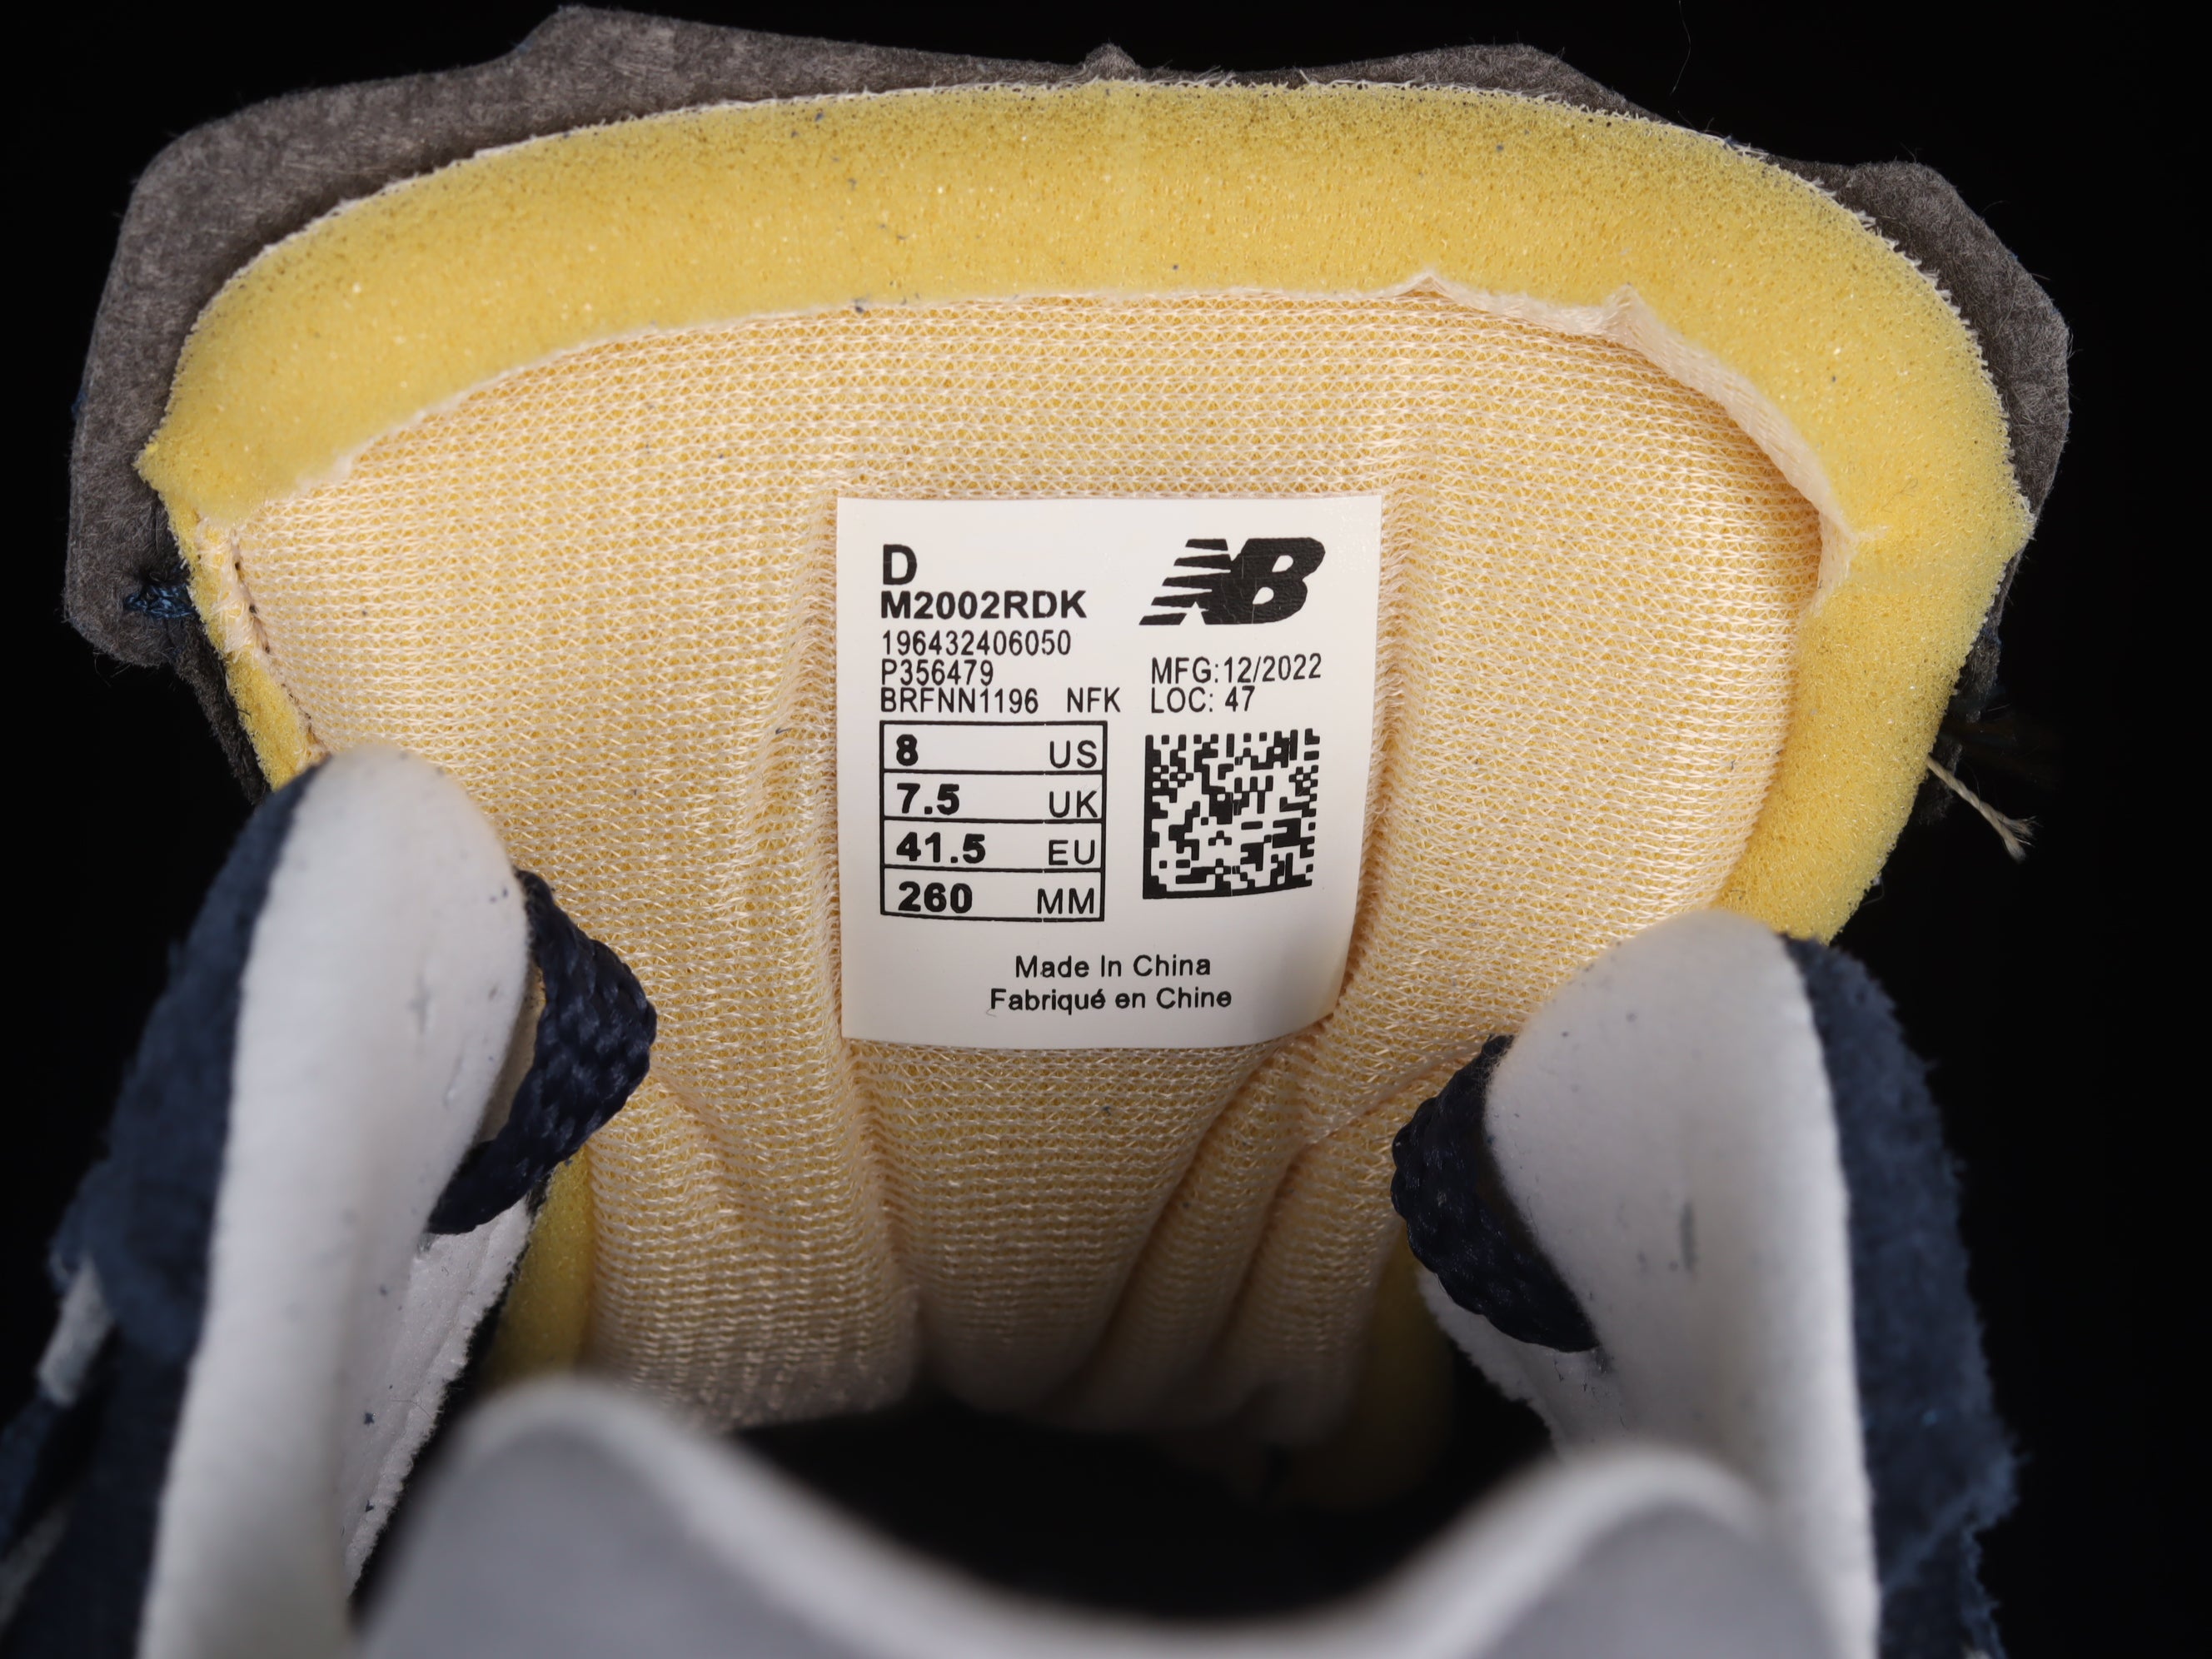 D
NB
M2002RDK
196432406050
P356479
MFG:12/2022
BRFNN1196 NFK
LOC: 47
8 US
7.5 UK
41.5 EU
260 MM
Made In China
Fabriqué en Chine